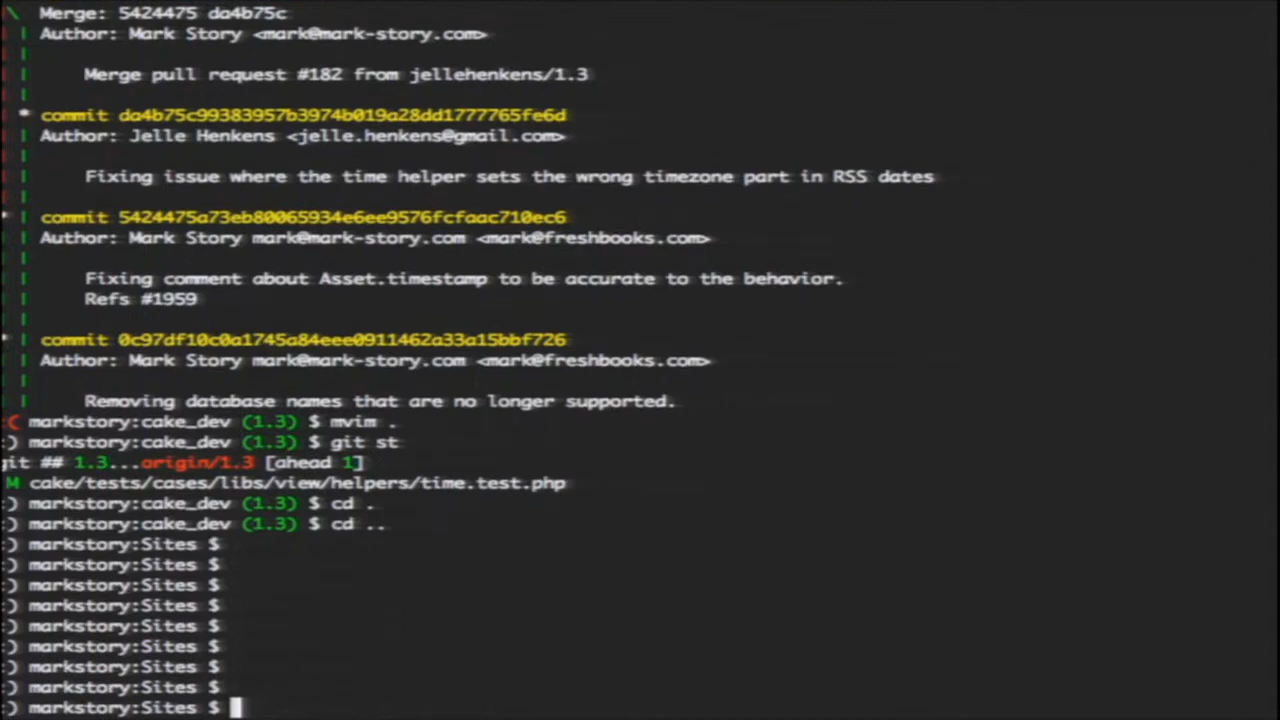 \ Merge: 5424475 da4b75c
| Author: Mark Story <mark@mark-story.com>
|
| Merge pull request #182 from jellehenkens/1.3
|
* commit da4b75c99383957b3974b019a28dd1777765fe6d
| Author: Jelle Henkens <jelle.henkens@gmail.com>
|
| Fixing issue where the time helper sets the wrong timezone part in RSS dates
|
* | commit 5424475a73eb80065934e6ee9576fcfaac710ec6
| Author: Mark Story mark@mark-story.com <mark@freshbooks.com>
|
| Fixing comment about Asset.timestamp to be accurate to the behavior.
| Refs #1959
|
* | commit 0c97df10c0a1745a84eee0911462a33a15bbf726
| Author: Mark Story mark@mark-story.com <mark@freshbooks.com>
|
| Removing database names that are no longer supported.
:( markstory:cake_dev (1.3) $ mvim .
:) markstory:cake_dev (1.3) $ git st
git ## 1.3...origin/1.3 [ahead 1]
M cake/tests/cases/libs/view/helpers/time.test.php
:) markstory:cake_dev (1.3) $ cd .
:) markstory:cake_dev (1.3) $ cd ..
:) markstory:Sites $
:) markstory:Sites $
:) markstory:Sites $
:) markstory:Sites $
:) markstory:Sites $
:) markstory:Sites $
:) markstory:Sites $
:) markstory:Sites $
:) markstory:Sites $